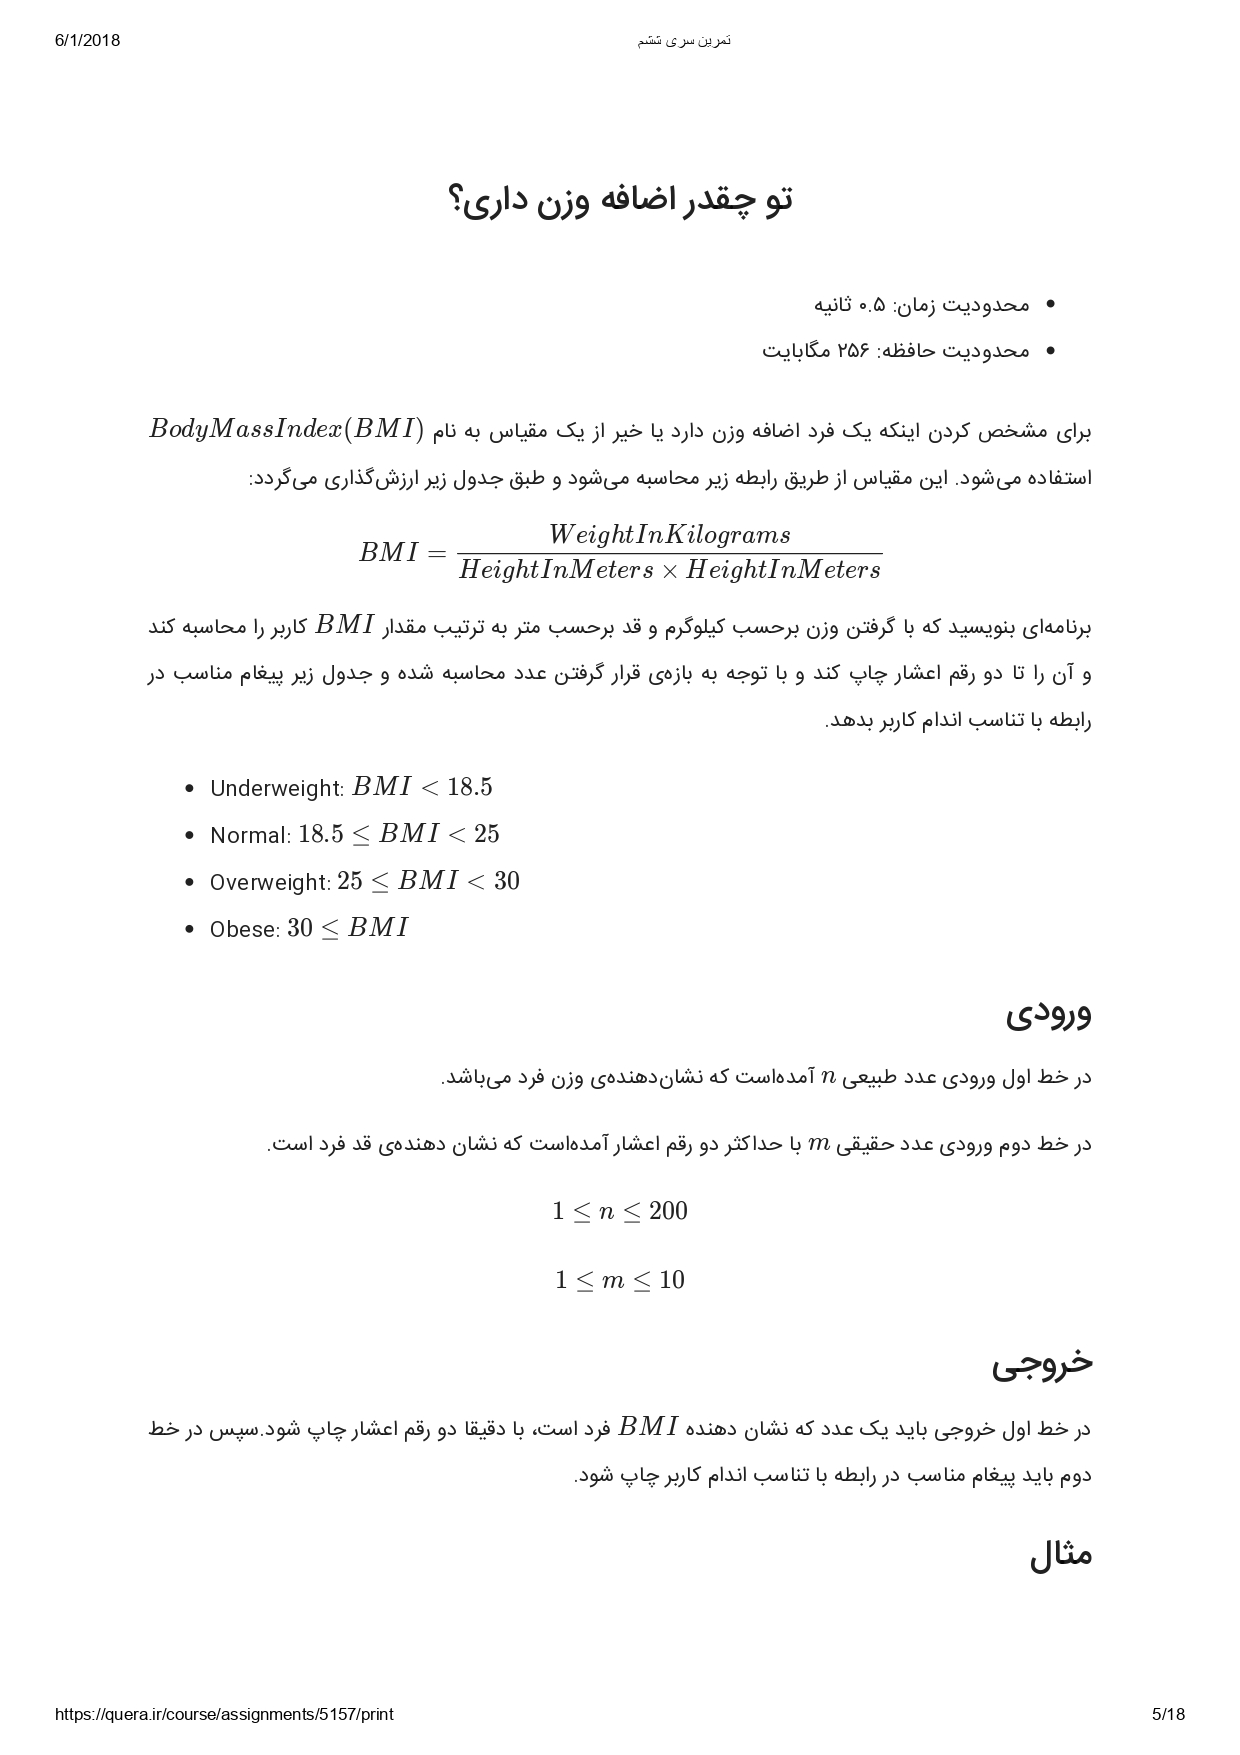 6/1/2018
تمرین سری ششم
تو چقدر اضافه وزن داری؟
• محدودیت زمان: ۰.۵ ثانیه
• محدودیت حافظه: ۲۵۶ مگابایت
برای مشخص کردن اینکه یک فرد اضافه وزن دارد یا خیر از یک مقیاس به نام BodyMassIndex(BMI)
استفاده می‌شود. این مقیاس از طریق رابطه زیر محاسبه می‌شود و طبق جدول زیر ارزش‌گذاری می‌گردد:
BMI = WeightInKilograms / HeightInMeters × HeightInMeters
برنامه‌ای بنویسید که با گرفتن وزن برحسب کیلوگرم و قد برحسب متر به ترتیب مقدار BMI کاربر را محاسبه کند
و آن را تا دو رقم اعشار چاپ کند و با توجه به بازه‌ی قرار گرفتن عدد محاسبه شده و جدول زیر پیغام مناسب در
رابطه با تناسب اندام کاربر بدهد.
• Underweight: BMI < 18.5
• Normal: 18.5 ≤ BMI < 25
• Overweight: 25 ≤ BMI < 30
• Obese: 30 ≤ BMI
ورودی
در خط اول ورودی عدد طبیعی n آمده‌است که نشان‌دهنده‌ی وزن فرد می‌باشد.
در خط دوم ورودی عدد حقیقی m با حداکثر دو رقم اعشار آمده‌است که نشان دهنده‌ی قد فرد است.
1 ≤ n ≤ 200
1 ≤ m ≤ 10
خروجی
در خط اول خروجی باید یک عدد که نشان دهنده BMI فرد است، با دقیقا دو رقم اعشار چاپ شود.سپس در خط
دوم باید پیغام مناسب در رابطه با تناسب اندام کاربر چاپ شود.
مثال
https://quera.ir/course/assignments/5157/print
5/18